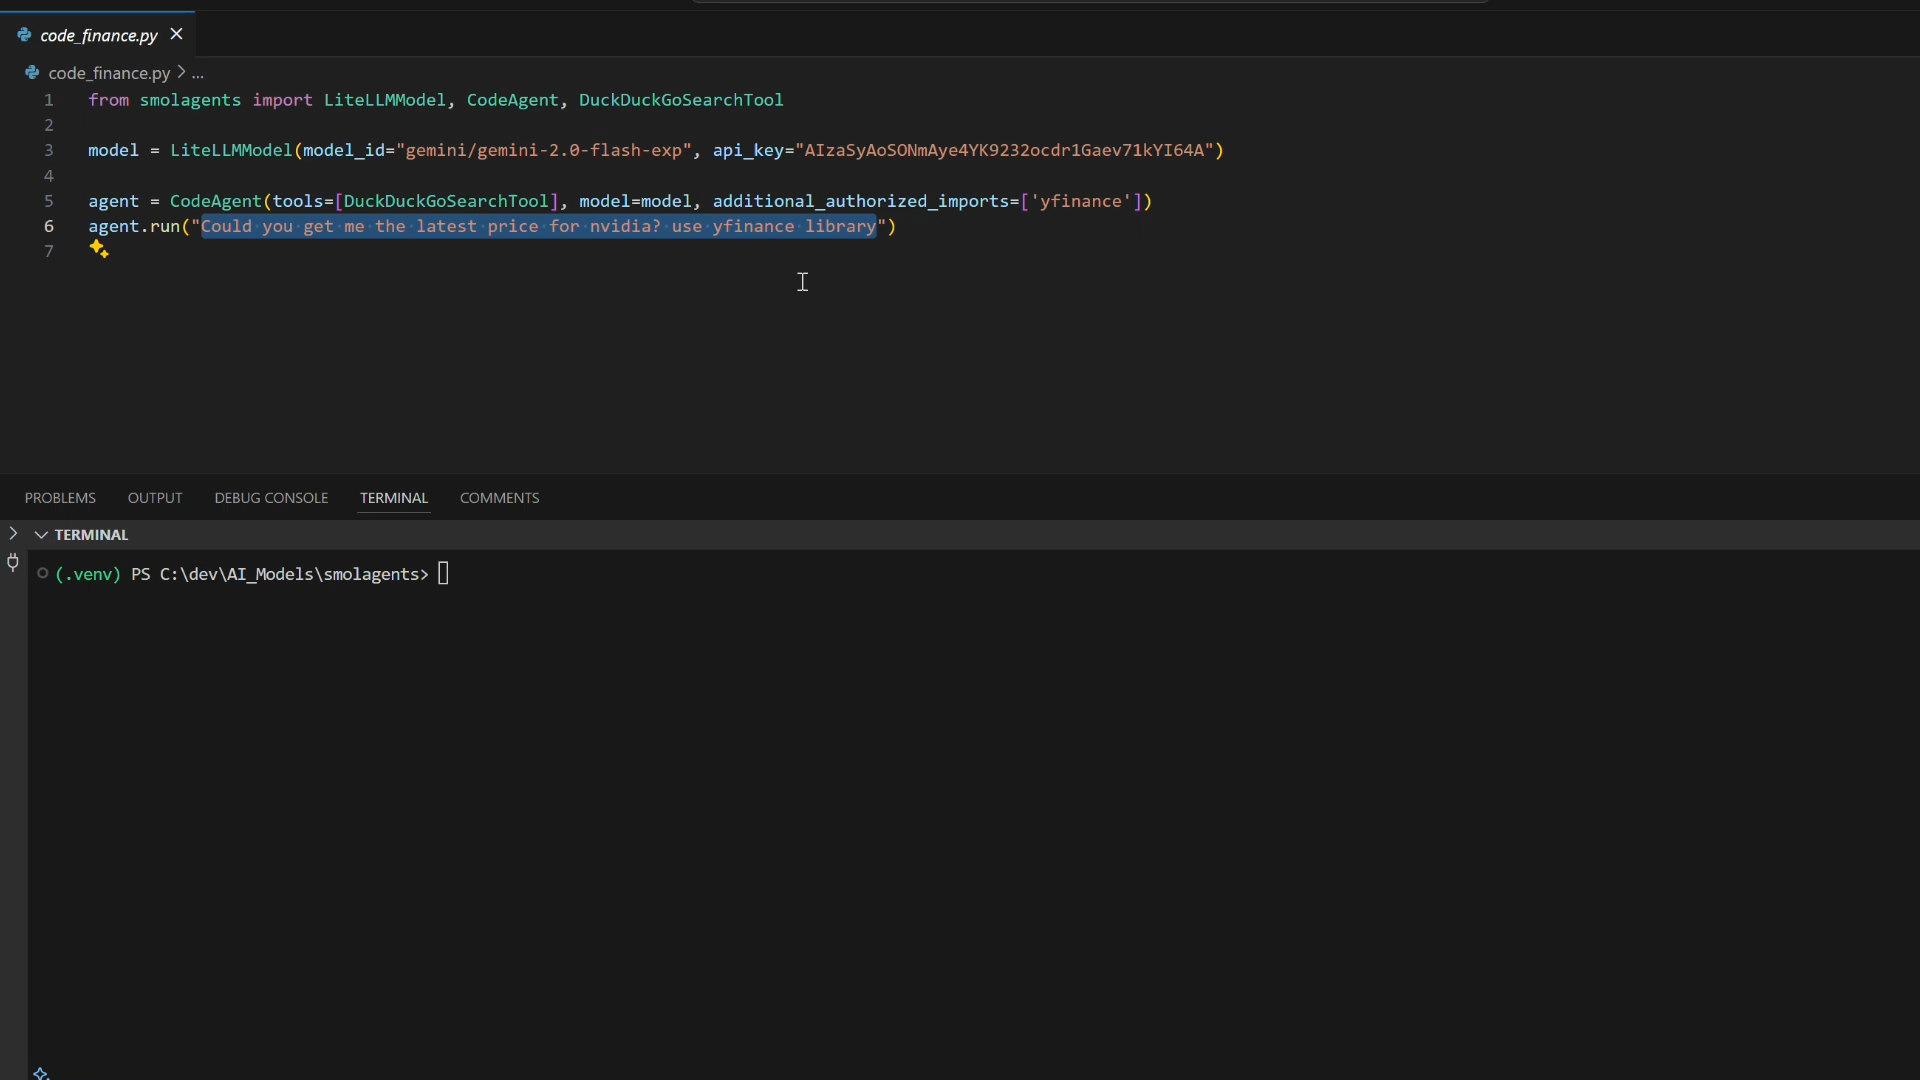 code_finance.py
code_finance.py > ...
1 from smolagents import LiteLLMModel, CodeAgent, DuckDuckGoSearchTool
2
3 model = LiteLLMModel(model_id="gemini/gemini-2.0-flash-exp", api_key="AIzaSyAoSONmAye4YK9232ocdr1Gaev71kYI64A")
4
5 agent = CodeAgent(tools=[DuckDuckGoSearchTool], model=model, additional_authorized_imports=['yfinance'])
6 agent.run("Could you get me the latest price for nvidia? use yfinance library")
7
PROBLEMS OUTPUT DEBUG CONSOLE TERMINAL COMMENTS
TERMINAL
(.venv) PS C:\dev\AI_Models\smolagents>